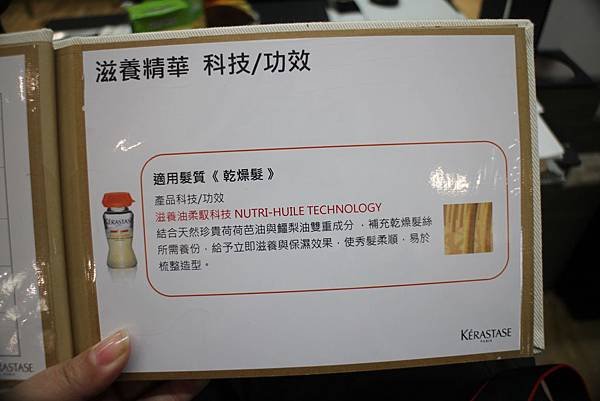 滋養精華 科技/功效
適用髮質《 乾燥髮 》
產品科技/功效
滋養油柔馭科技 NUTRI-HUILE TECHNOLOGY
結合天然珍貴荷荷芭油與鱷梨油雙重成分 ，補充乾燥髮絲
所需養份，給予立即滋養與保濕效果，使秀髮柔順，易於
梳整造型。
KÉRASTASE
KÉRASTASE
PARIS
KÉRASTASE
PARIS